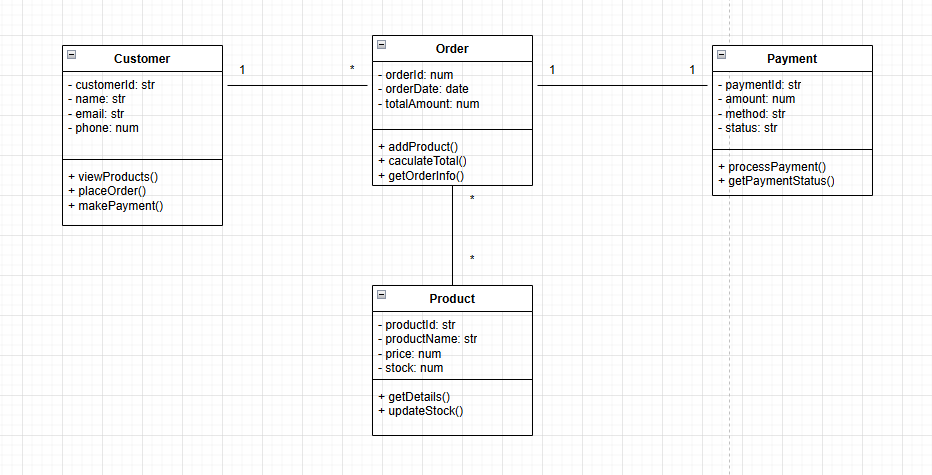 Customer
- customerId: str
- name: str
- email: str
- phone: num
+ viewProducts()
+ placeOrder()
+ makePayment()
1
*
Order
- orderId: num
- orderDate: date
- totalAmount: num
+ addProduct()
+ caculateTotal()
+ getOrderInfo()
1
1
Payment
- paymentId: str
- amount: num
- method: str
- status: str
+ processPayment()
+ getPaymentStatus()
*
*
Product
- productId: str
- productName: str
- price: num
- stock: num
+ getDetails()
+ updateStock()